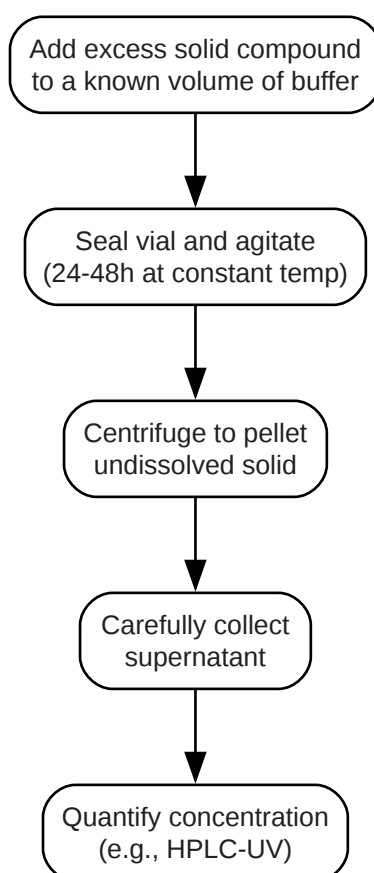 Add excess solid compound
to a known volume of buffer
Seal vial and agitate
(24-48h at constant temp)
Centrifuge to pellet
undissolved solid
Carefully collect
supernatant
Quantify concentration
(e.g., HPLC-UV)